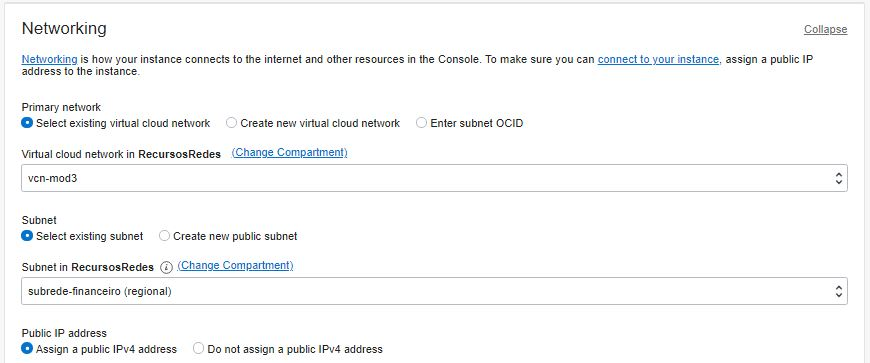 Networking
Collapse
Networking is how your instance connects to the internet and other resources in the Console. To make sure you can connect to your instance, assign a public IP
address to the instance.
Primary network
Select existing virtual cloud network Create new virtual cloud network Enter subnet OCID
Virtual cloud network in RecursosRedes (Change Compartment)
vcn-mod3
Subnet
Select existing subnet Create new public subnet
Subnet in RecursosRedes i (Change Compartment)
subrede-financeiro (regional)
Public IP address
Assign a public IPv4 address Do not assign a public IPv4 address